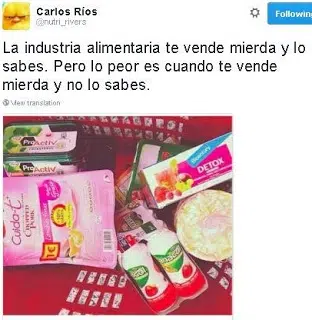 Carlos Ríos
@nutri_rivers
Following
La industria alimentaria te vende mierda y lo
sabes. Pero lo peor es cuando te vende
mierda y no lo sabes.
View translation
ProActiv
ProActiv
Cuida-T+
1€
DETOX